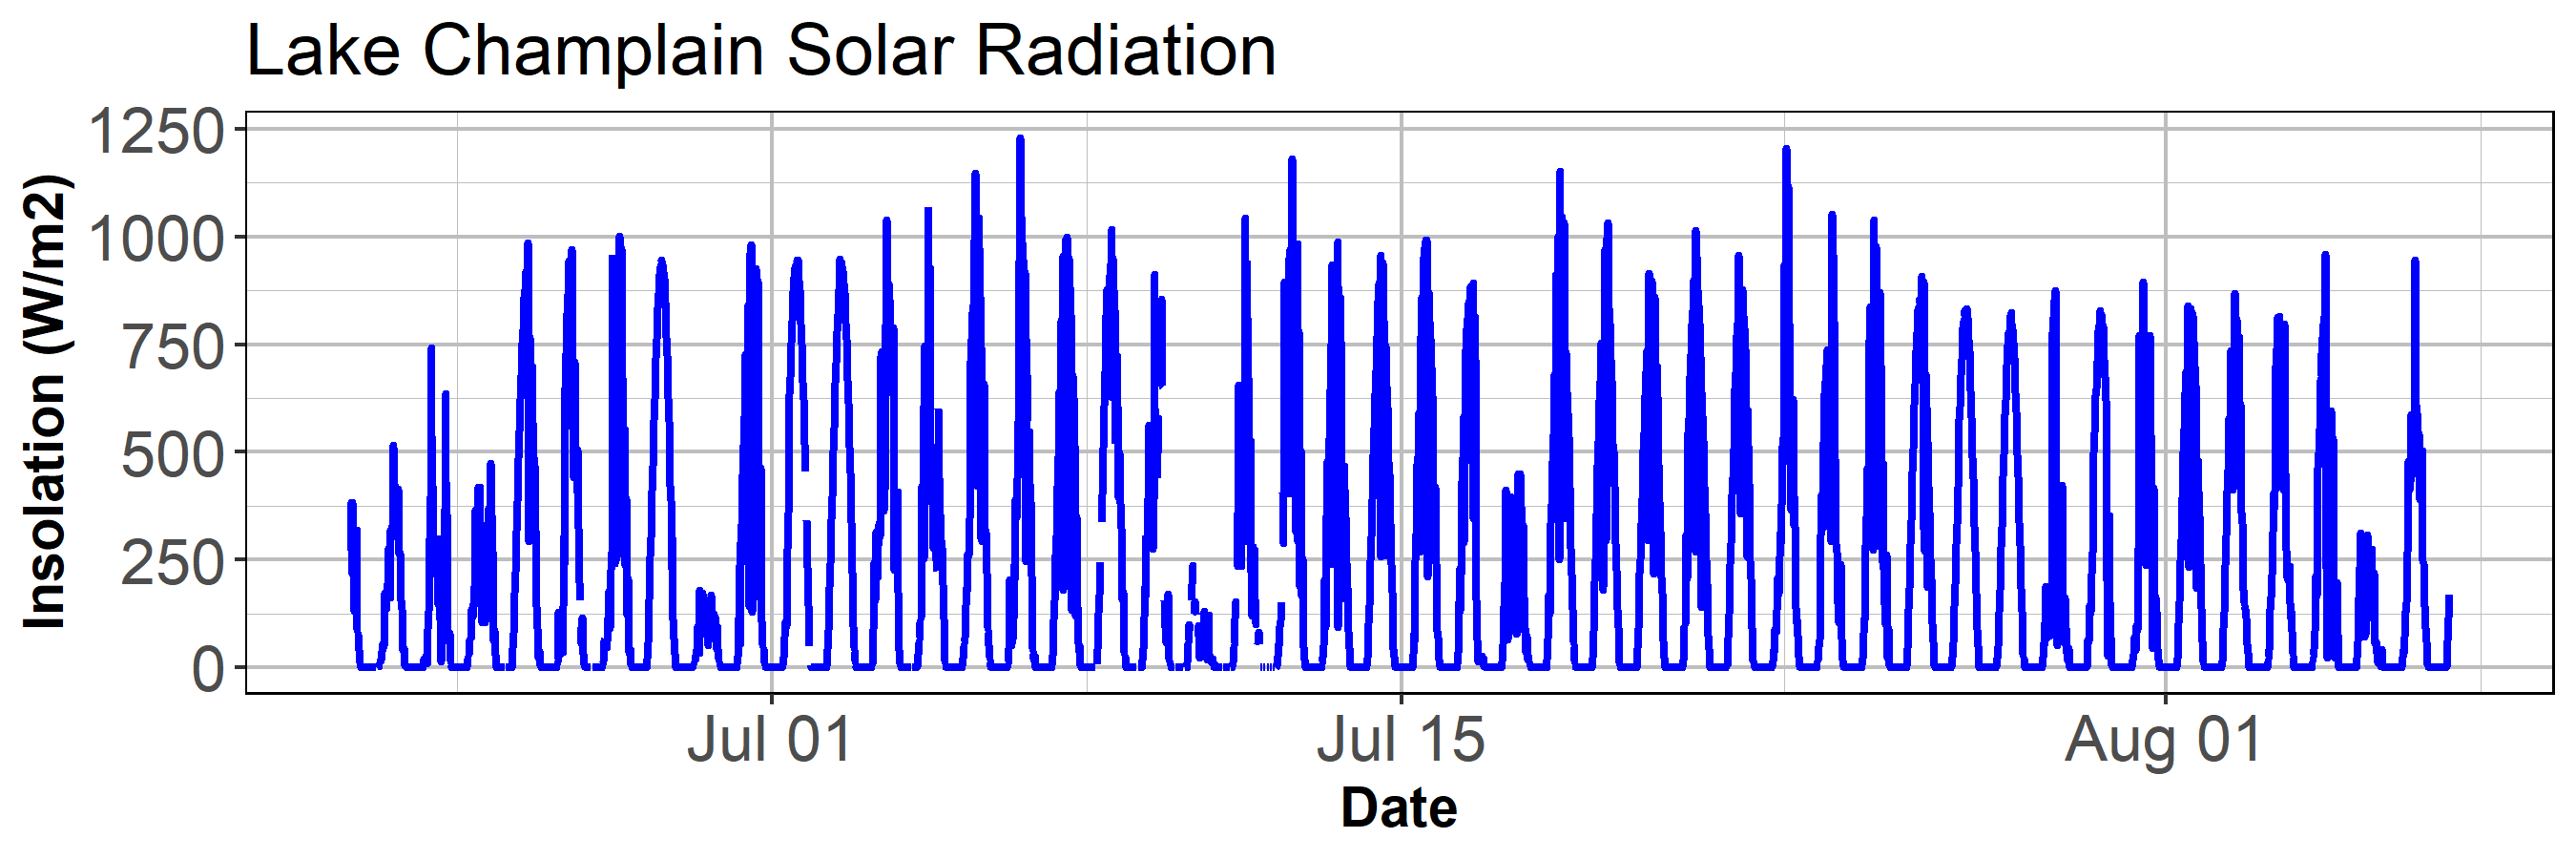 Lake Champlain Solar Radiation
Insolation (W/m2)
1250
1000
750
500
250
0
Jul 01
Jul 15
Aug 01
Date